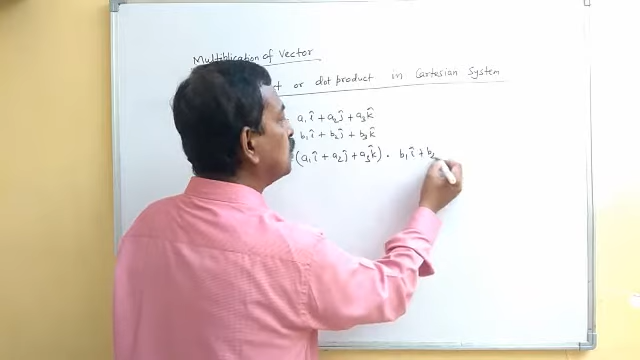 Multiplication of Vector
or dot product in Cartesian System
a₁î + a₂ĵ + a₃k̂
b₁î + b₂ĵ + b₃k̂
(a₁î + a₂ĵ + a₃k̂) . b₁î + b₂